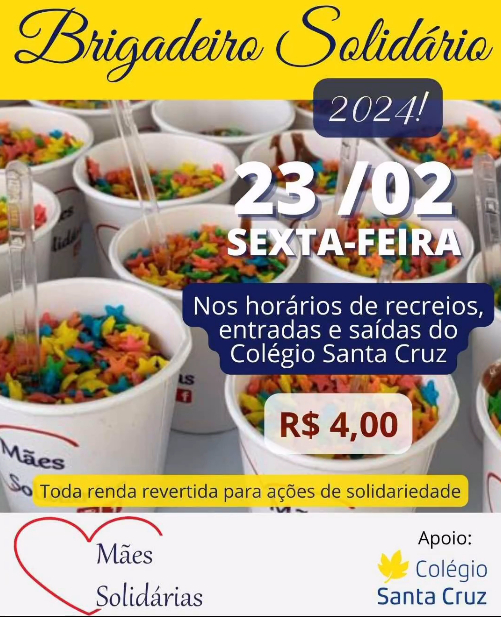 Brigadeiro Solidário
2024!
23 /02
SEXTA-FEIRA
Nos horários de recreios,
entradas e saídas do
Colégio Santa Cruz
R$ 4,00
Mães
Toda renda revertida para ações de solidariedade
Mães
Solidárias
Apoio:
Colégio
Santa Cruz